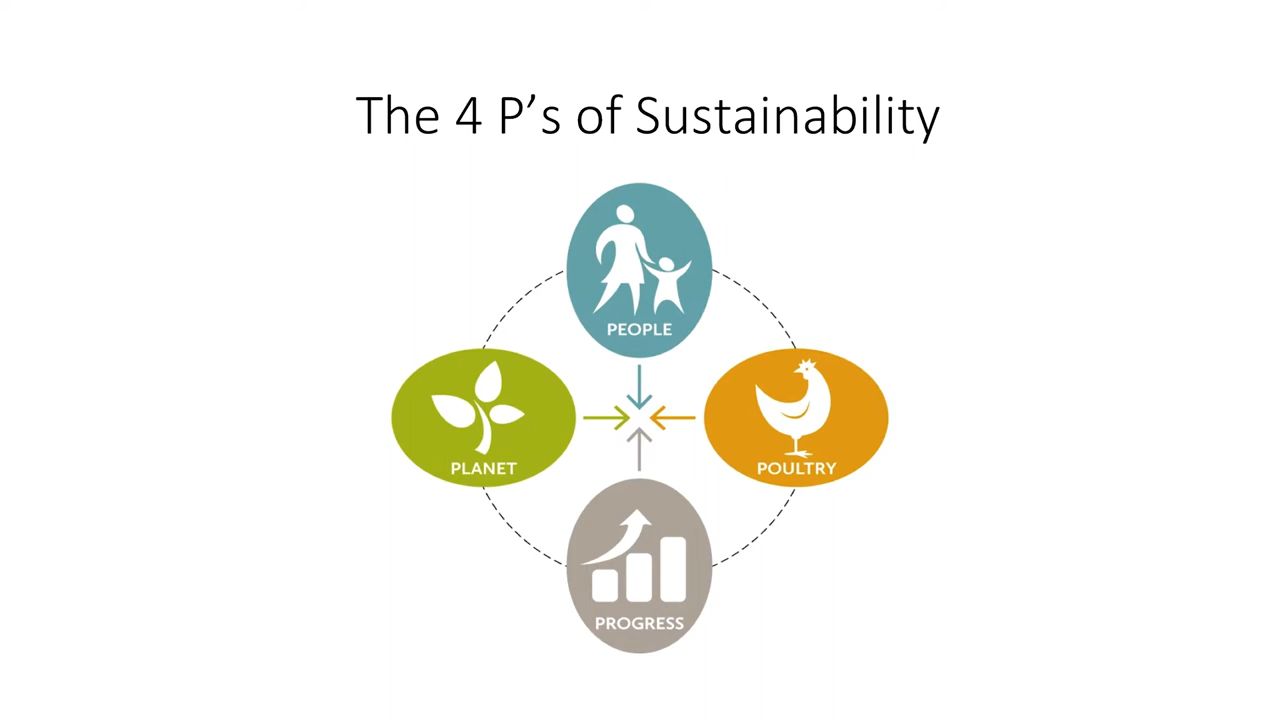 The 4 P’s of Sustainability
PEOPLE
PLANET
POULTRY
PROGRESS